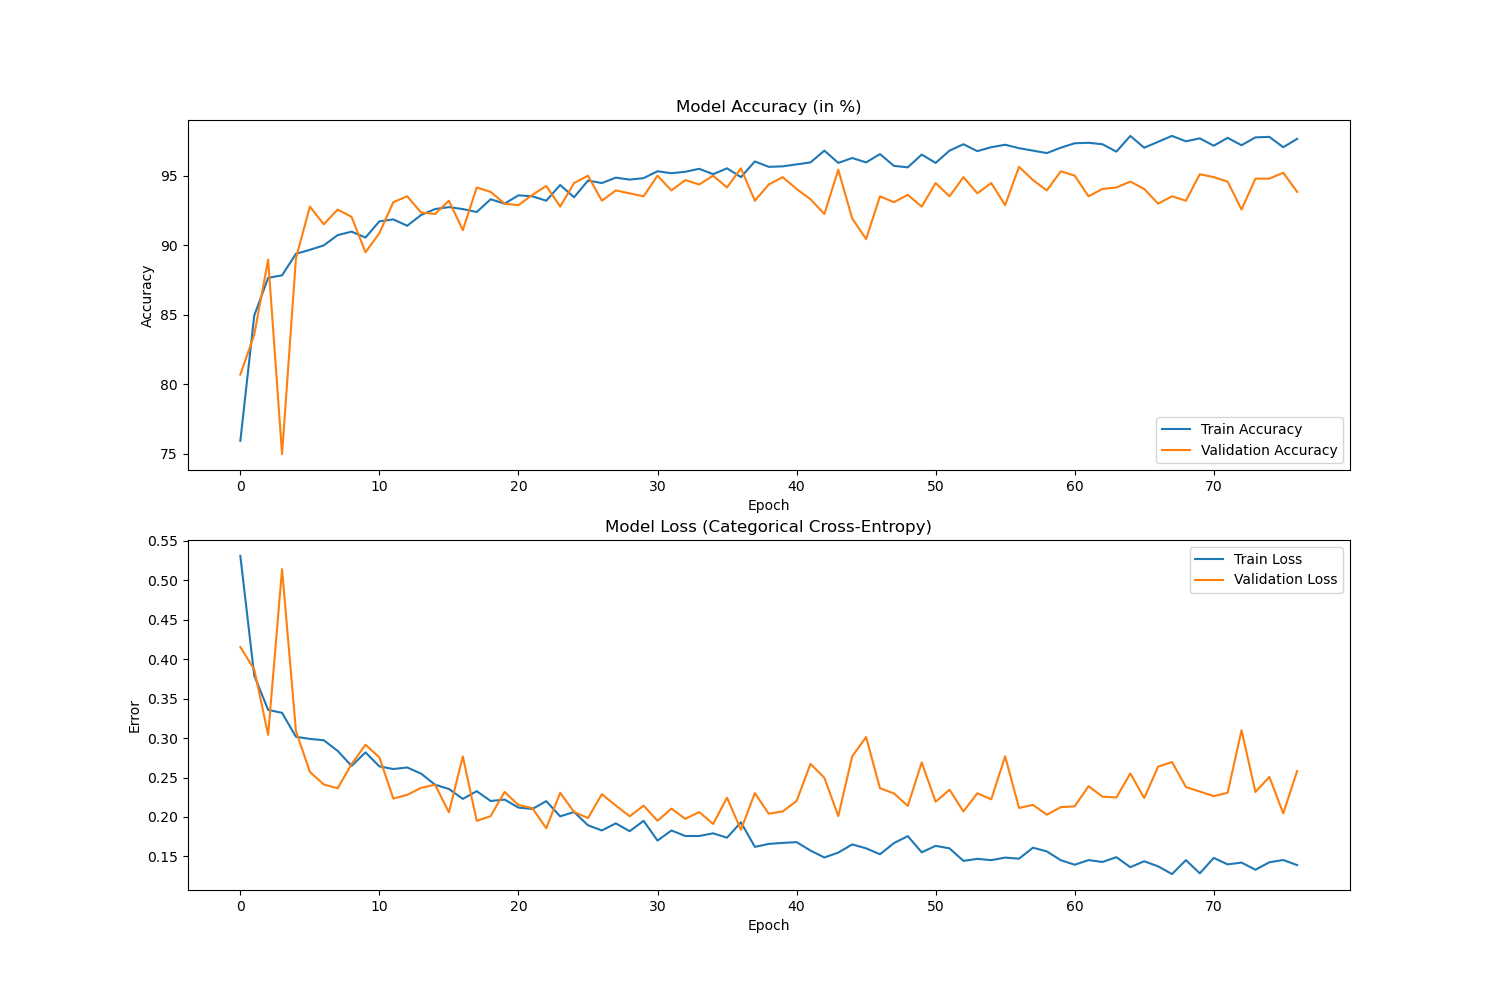 Model Accuracy (in %)
Accuracy
95
90
85
80
75
Train Accuracy
Validation Accuracy
0 10 20 30 40 50 60 70
Epoch
Model Loss (Categorical Cross-Entropy)
Error
0.55
0.50
0.45
0.40
0.35
0.30
0.25
0.20
0.15
Train Loss
Validation Loss
0 10 20 30 40 50 60 70
Epoch